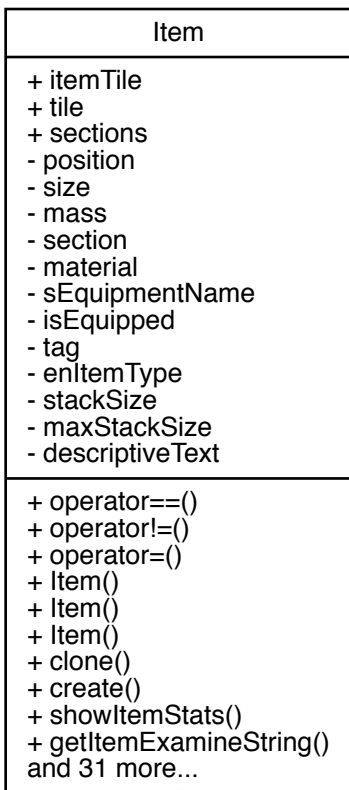 Item
+ itemTile
+ tile
+ sections
- position
- size
- mass
- section
- material
- sEquipmentName
- isEquipped
- tag
- enItemType
- stackSize
- maxStackSize
- descriptiveText
+ operator==()
+ operator!=()
+ operator=()
+ Item()
+ Item()
+ Item()
+ clone()
+ create()
+ showItemStats()
+ getItemExamineString()
and 31 more...